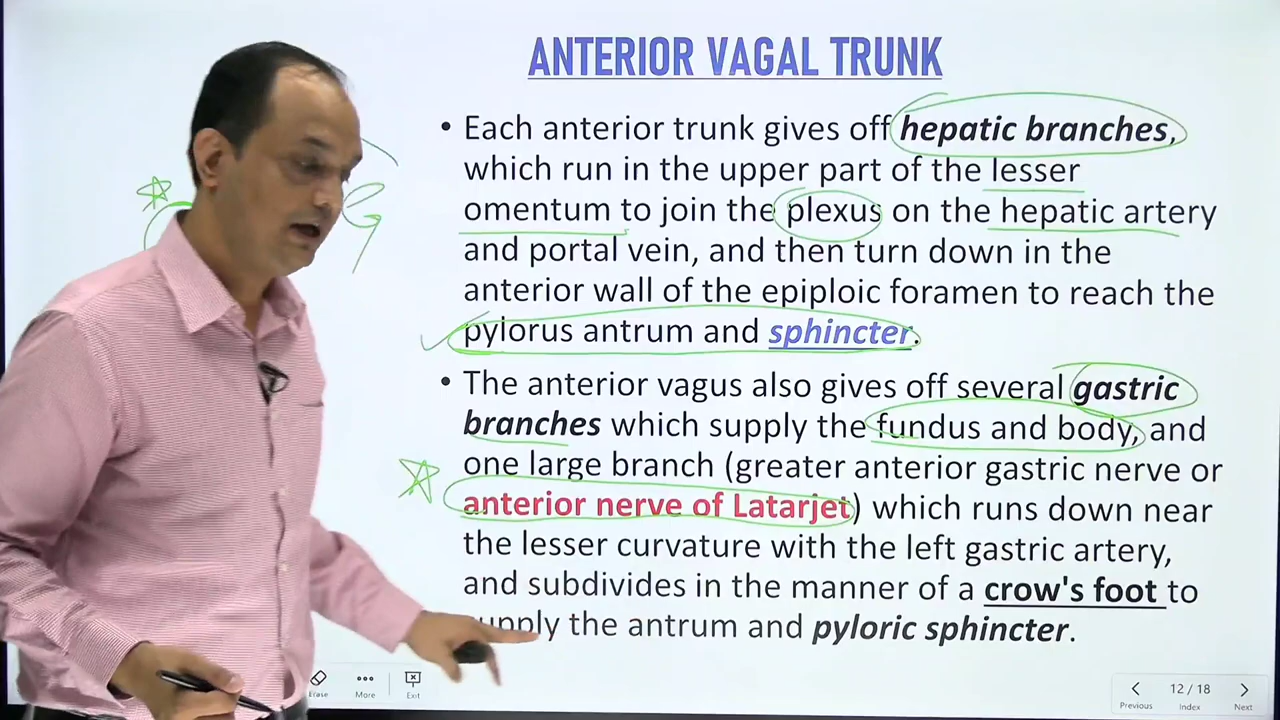 ANTERIOR VAGAL TRUNK
• Each anterior trunk gives off hepatic branches,
which run in the upper part of the lesser
omentum to join the plexus on the hepatic artery
and portal vein, and then turn down in the
anterior wall of the epiploic foramen to reach the
pylorus antrum and sphincter.
• The anterior vagus also gives off several gastric
branches which supply the fundus and body, and
one large branch (greater anterior gastric nerve or
anterior nerve of Latarjet) which runs down near
the lesser curvature with the left gastric artery,
and subdivides in the manner of a crow's foot to
supply the antrum and pyloric sphincter.
Erase More Exit
12 / 18
Previous Index Next